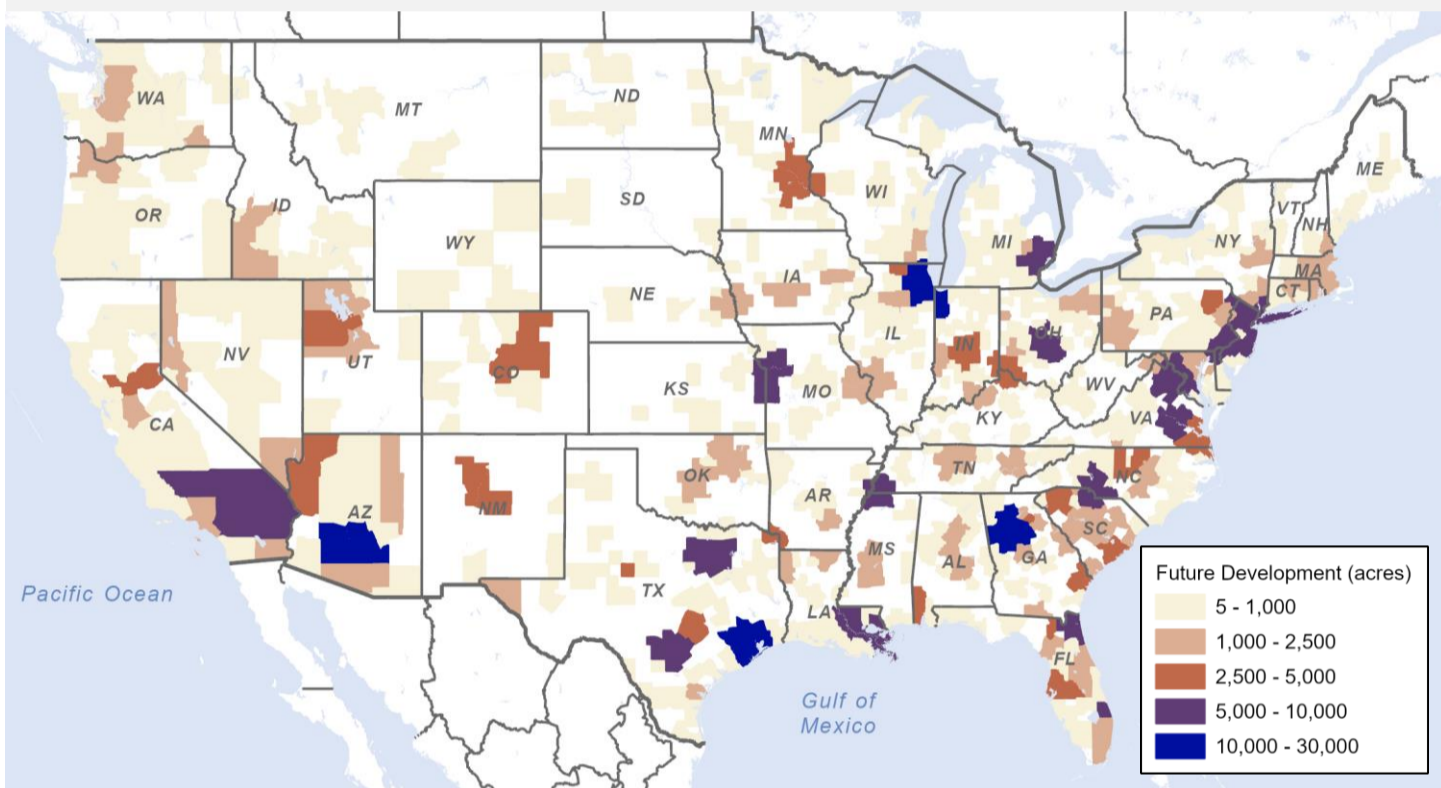 WA
MT
ND
MN
ME
OR
ID
SD
WI
MI
VT
NH
NY
WY
MA
CT
IA
NE
PA
NV
UT
CO
IL
IN
OH
KS
MO
WV
VA
KY
CA
OK
TN
NC
AZ
NM
AR
SC
MS
AL
GA
TX
LA
FL
Pacific Ocean
Gulf of
Mexico
Future Development (acres)
5 - 1,000
1,000 - 2,500
2,500 - 5,000
5,000 - 10,000
10,000 - 30,000